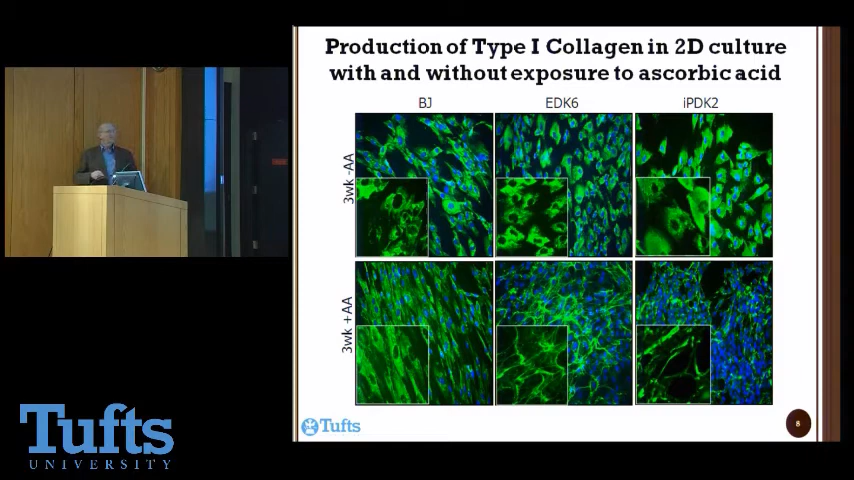 Production of Type I Collagen in 2D culture
with and without exposure to ascorbic acid
BJ
EDK6
iPDK2
3wk -AA
3wk +AA
Tufts
8
Tufts
UNIVERSITY